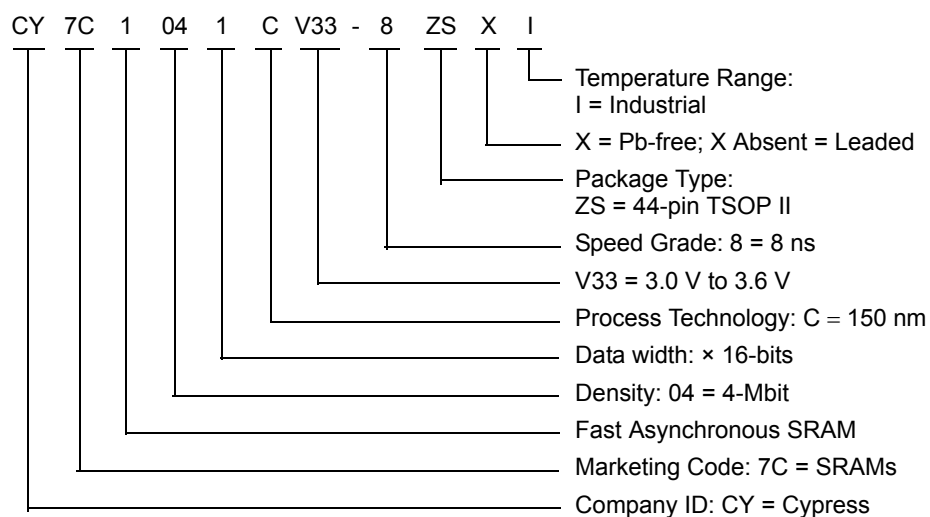 CY 7C 1 04 1 C V33 - 8 ZS X I
Temperature Range:
I = Industrial
X = Pb-free; X Absent = Leaded
Package Type:
ZS = 44-pin TSOP II
Speed Grade: 8 = 8 ns
V33 = 3.0 V to 3.6 V
Process Technology: C = 150 nm
Data width: × 16-bits
Density: 04 = 4-Mbit
Fast Asynchronous SRAM
Marketing Code: 7C = SRAMs
Company ID: CY = Cypress